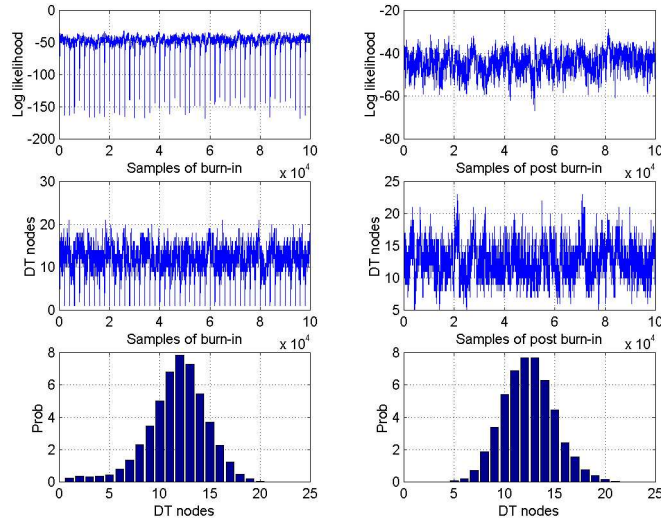 0
-50
-100
-150
-200
Log likelihood
0 2 4 6 8 10
Samples of burn-in
x 10^4
-20
-40
-60
-80
Log likelihood
0 2 4 6 8 10
Samples of post burn-in
x 10^4
30
20
10
0
DT nodes
0 2 4 6 8 10
Samples of burn-in
x 10^4
25
20
15
10
5
DT nodes
0 2 4 6 8 10
Samples of post burn-in
x 10^4
8
6
4
2
0
Prob
0 5 10 15 20 25
DT nodes
8
6
4
2
0
Prob
0 5 10 15 20 25
DT nodes